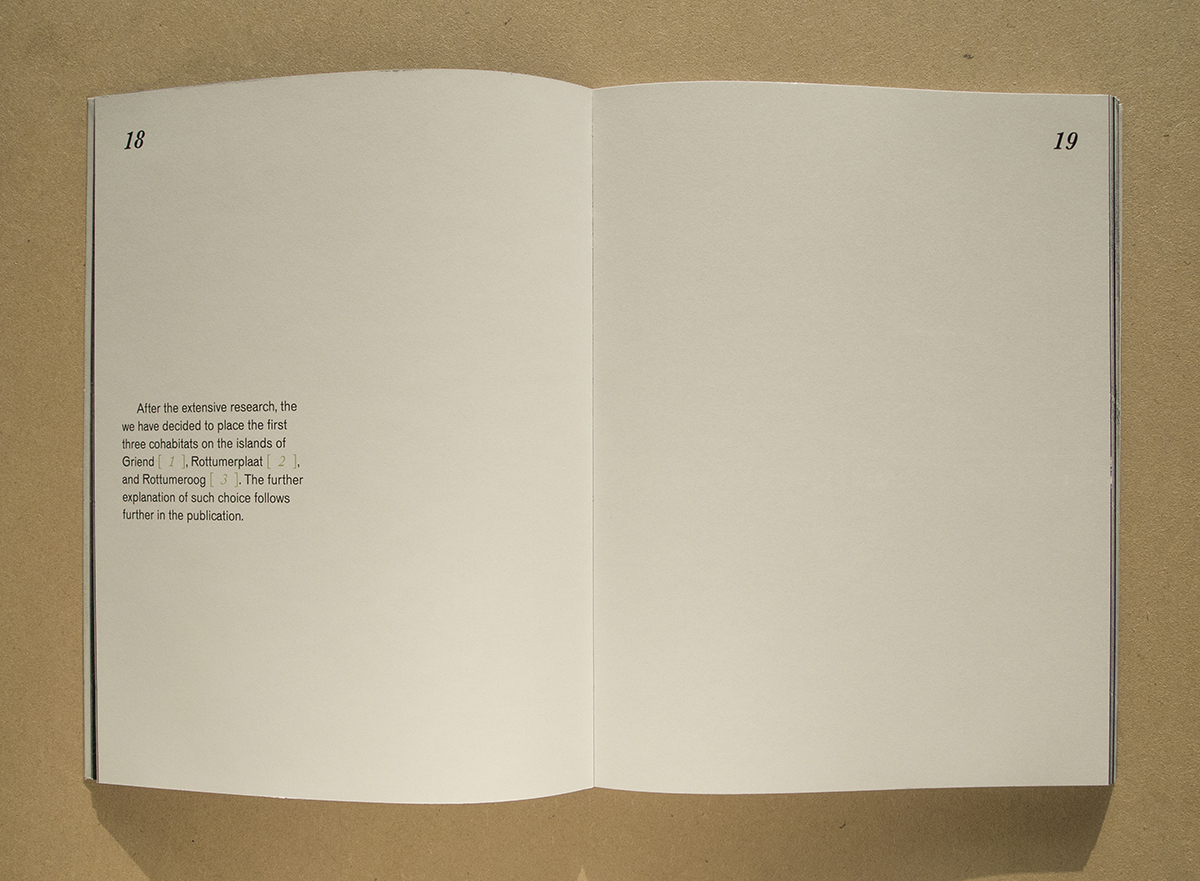 18
19
After the extensive research, the
we have decided to place the first
three cohabitats on the islands of
Griend [ 1 ], Rottumerplaat [ 2 ],
and Rottumeroog [ 3 ]. The further
explanation of such choice follows
further in the publication.